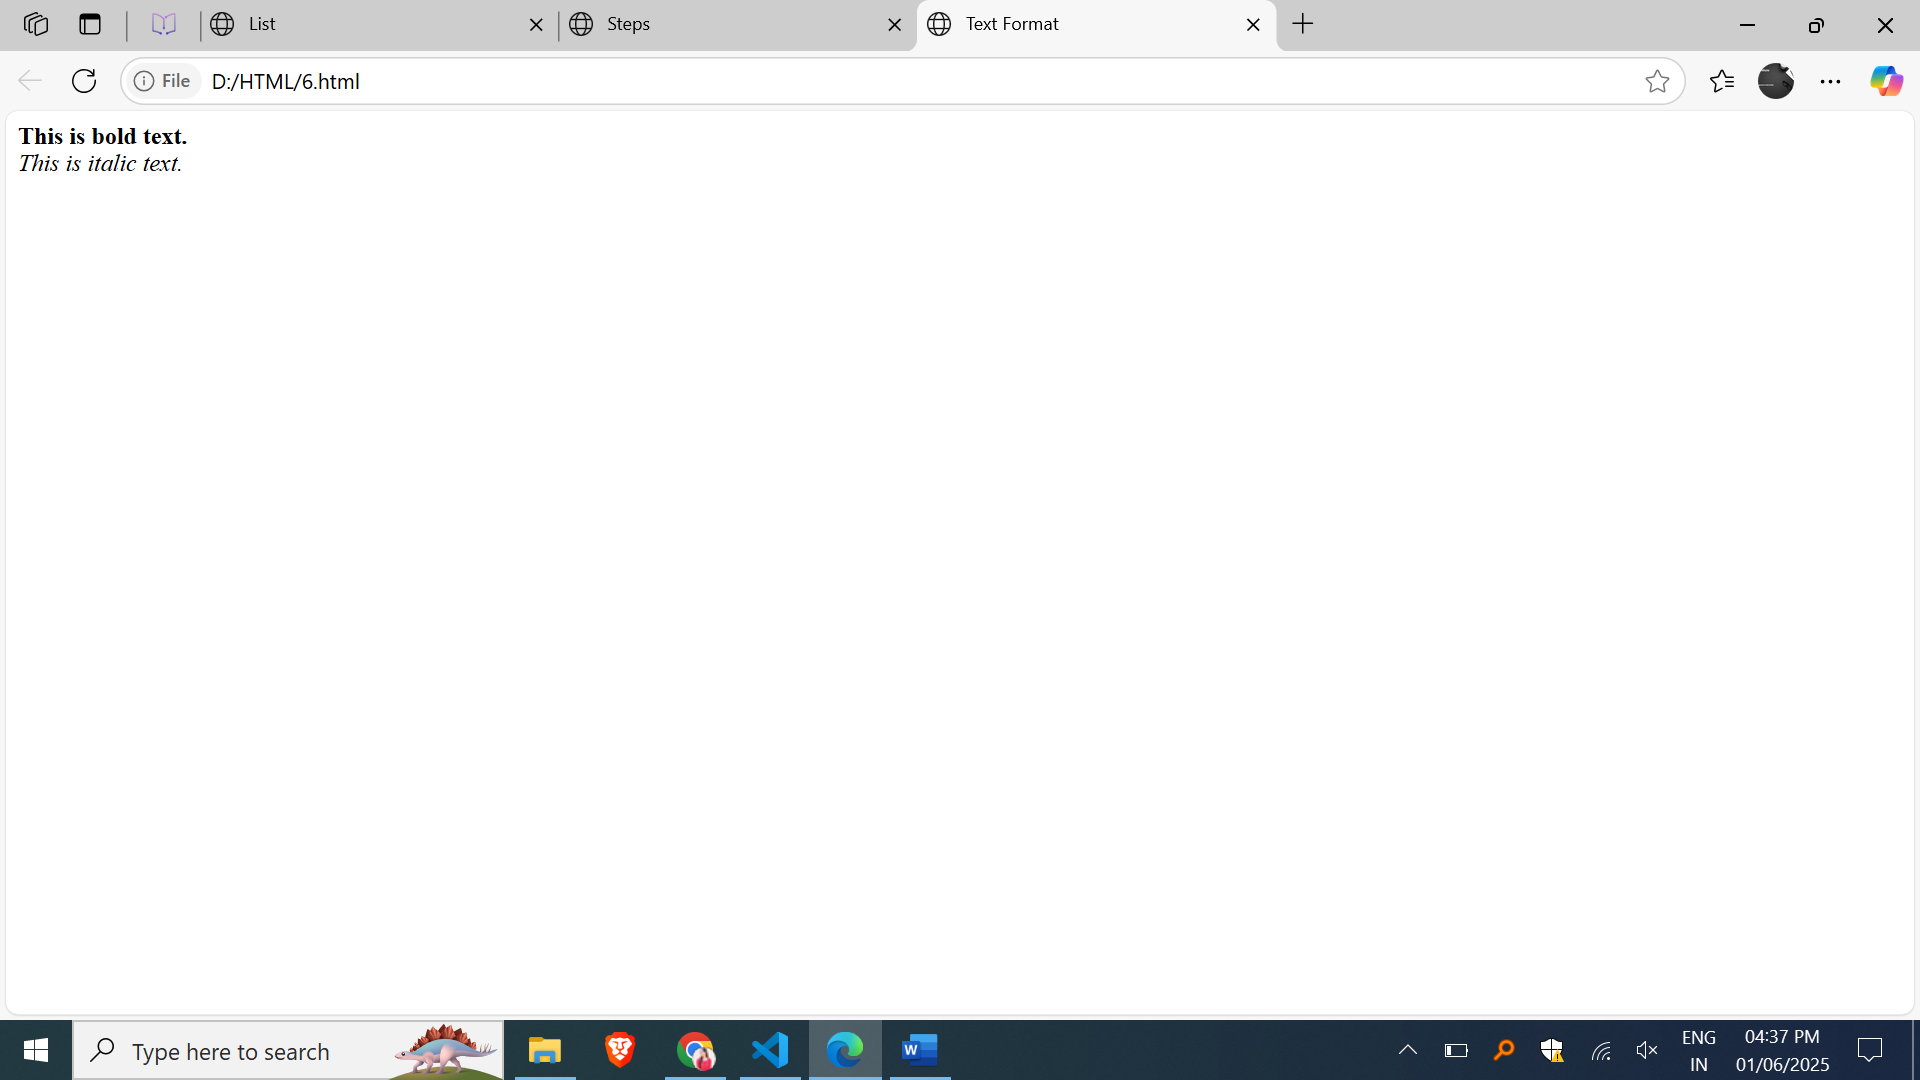 List
Steps
Text Format
File
D:/HTML/6.html
This is bold text.
This is italic text.
Type here to search
W
ENG
IN
04:37 PM
01/06/2025